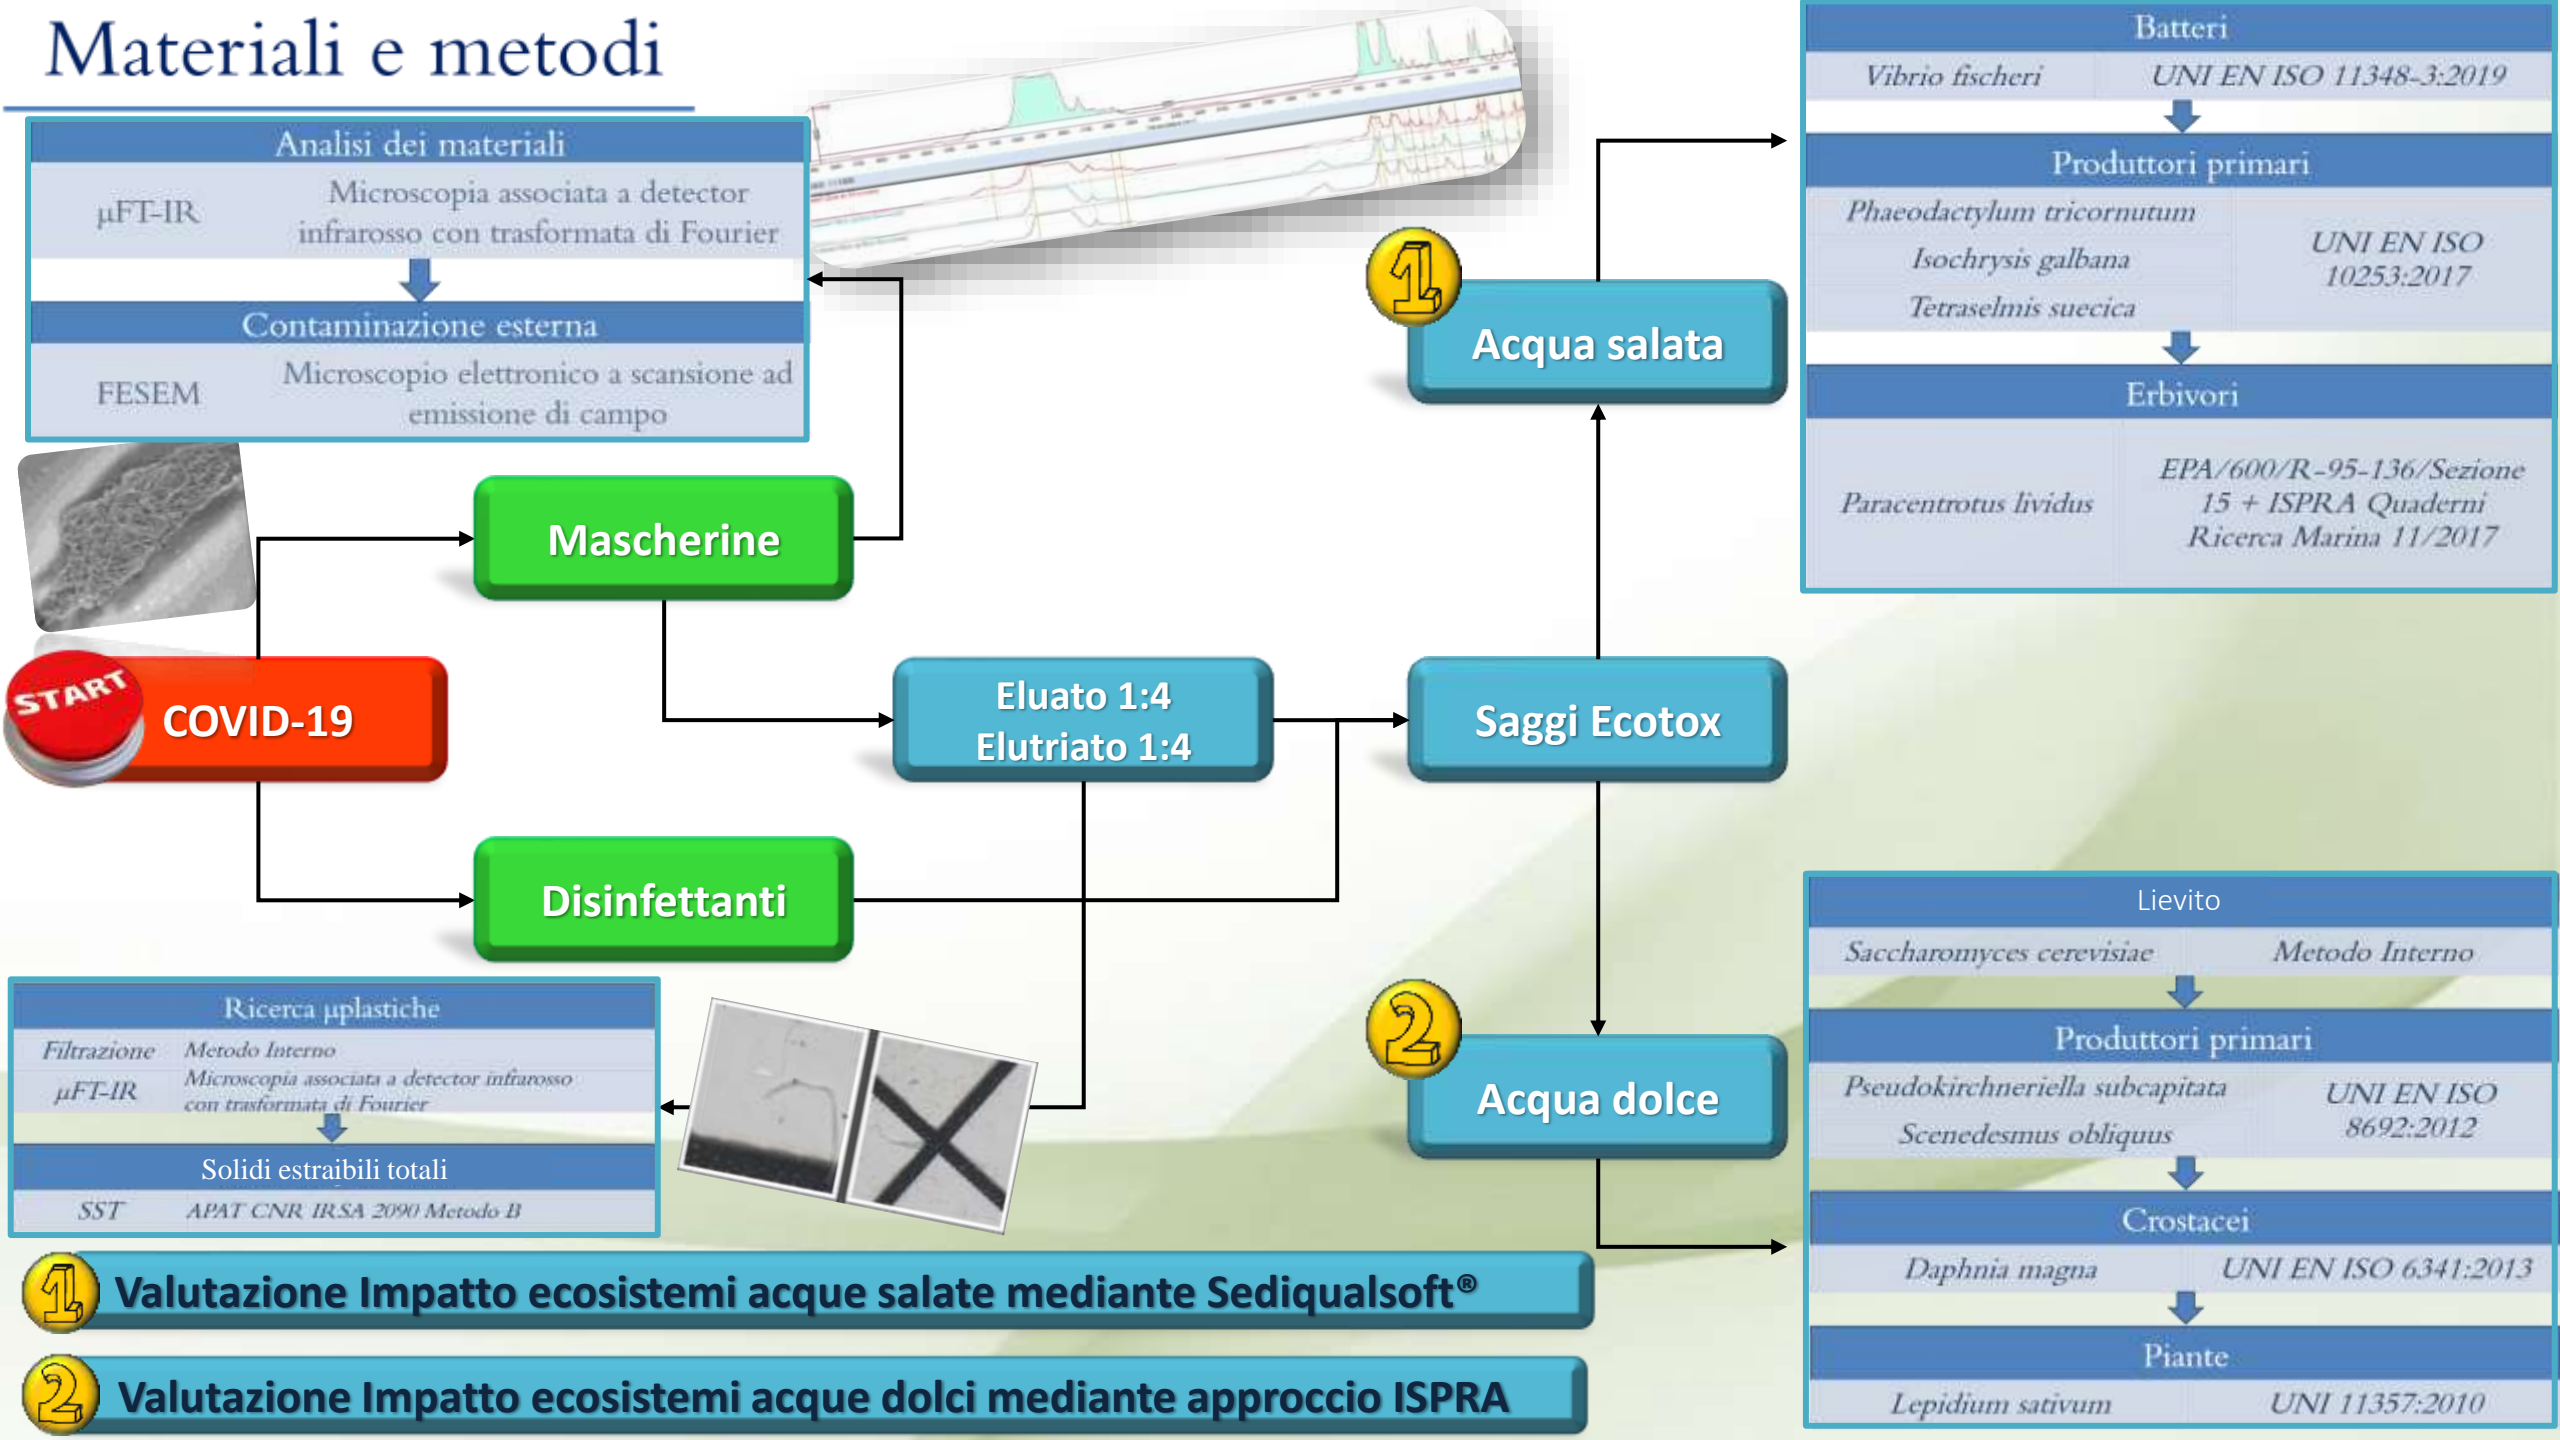 Materiali e metodi
Analisi dei materiali
µFT-IR
Microscopia associata a detector
infrarosso con trasformata di Fourier
Contaminazione esterna
FESEM
Microscopio elettronico a scansione ad
emissione di campo
START
COVID-19
Mascherine
Disinfettanti
Eluato 1:4
Elutriato 1:4
Saggi Ecotox
1
Acqua salata
2
Acqua dolce
Batteri
Vibrio fischeri UNI EN ISO 11348-3:2019
Produttori primari
Phaeodactylum tricornutum
Isochrysis galbana
Tetraselmis suecica
UNI EN ISO
10253:2017
Erbivori
Paracentrotus lividus
EPA/600/R-95-136/Sezione
15 + ISPRA Quaderni
Ricerca Marina 11/2017
Lievito
Saccharomyces cerevisiae Metodo Interno
Produttori primari
Pseudokirchneriella subcapitata
Scenedesmus obliquus
UNI EN ISO
8692:2012
Crostacei
Daphnia magna UNI EN ISO 6341:2013
Piante
Lepidium sativum UNI 11357:2010
Ricerca µplastiche
Filtrazione Metodo Interno
µFT-IR
Microscopia associata a detector infrarosso
con trasformata di Fourier
Solidi estraibili totali
SST APAT CNR IRSA 2090 Metodo B
1 Valutazione Impatto ecosistemi acque salate mediante Sediqualsoft®
2 Valutazione Impatto ecosistemi acque dolci mediante approccio ISPRA